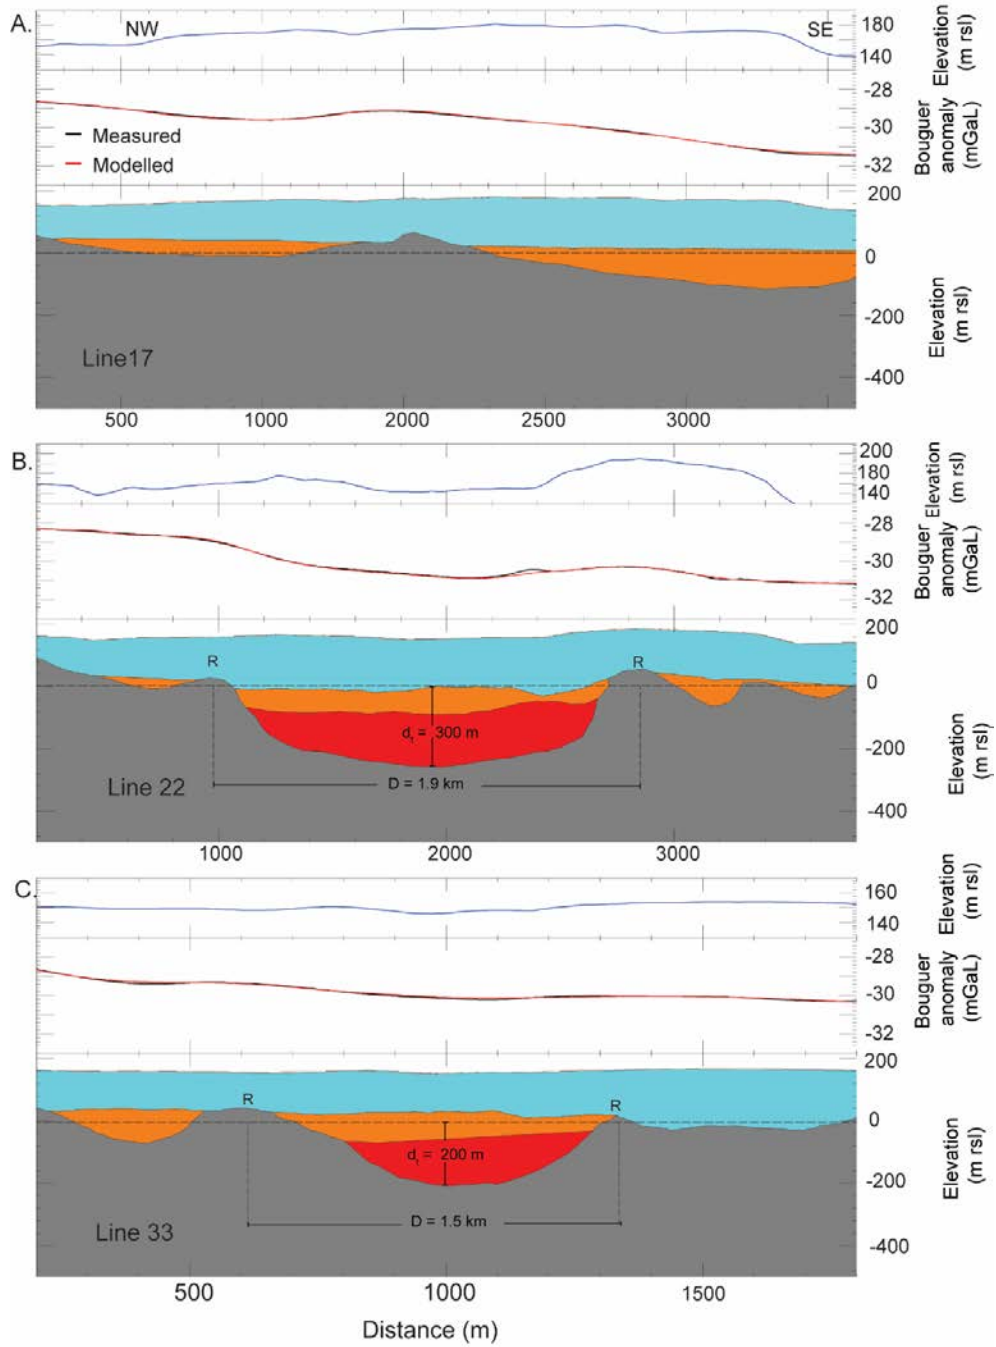 A.
NW
SE
180
140
Elevation
(m rsl)
-28
-30
-32
Bouguer
anomaly
(mGaL)
Measured
Modelled
200
0
-200
-400
Elevation
(m rsl)
Line17
500 1000 2000 2500 3000
B.
200
180
140
Elevation
(m rsl)
-28
-30
-32
Bouguer
anomaly
(mGaL)
200
0
-200
-400
Elevation
(m rsl)
R
R
dt = 300 m
D = 1.9 km
Line 22
1000 2000 3000
C.
160
140
Elevation
(m rsl)
-28
-30
-32
Bouguer
anomaly
(mGaL)
200
0
-200
-400
Elevation
(m rsl)
R
R
dt = 200 m
D = 1.5 km
Line 33
500 1000 1500
Distance (m)